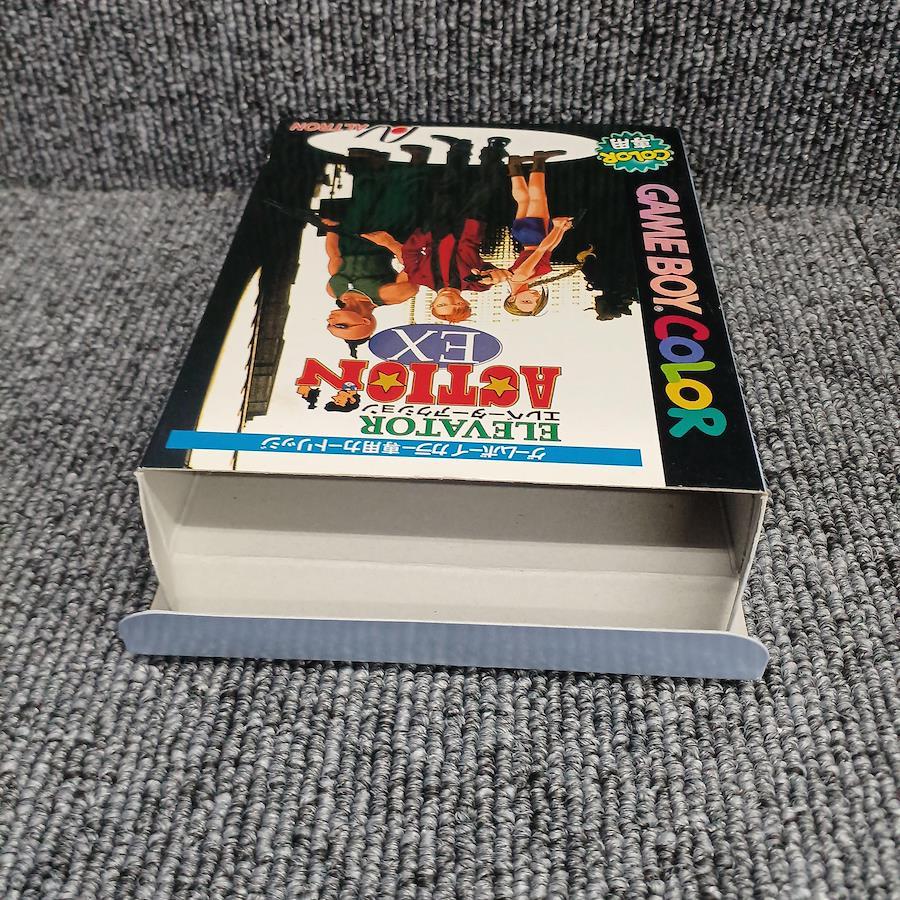 ゲームボーイカラー専用カートリッジ
ELEVATOR
エレベーターアクション
ACTION
EX
GAME BOY COLOR
COLOR
専用
ALTRON